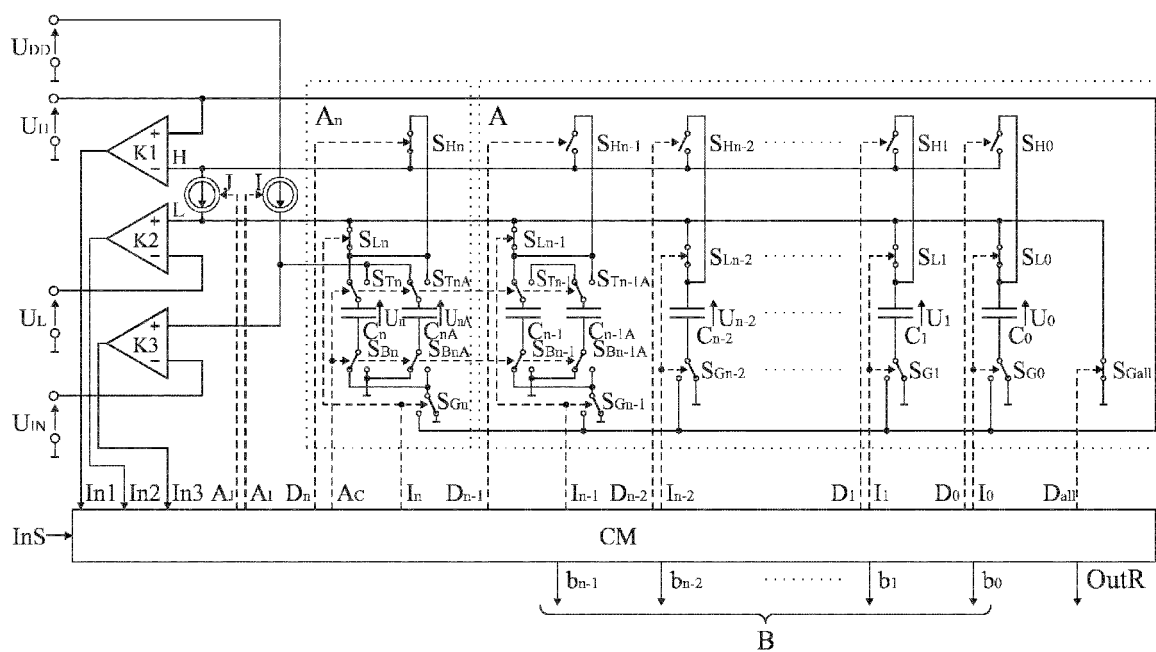 UDD
UH
An
A
K1
H
SHn
SHn-1
SHn-2
SH1
SH0
J
I
L
K2
SLn
SLn-1
SLn-2
SL1
SL0
STn
STnA
STn-1
STn-1A
UL
Un
UnA
Un-2
U1
U0
K3
Cn
CnA
Cn-1
Cn-1A
Cn-2
C1
C0
SBn
SBnA
SBn-1
SBn-1A
SGn-2
SG1
SG0
SGall
SGn
SGn-1
UIN
In1
In2
In3
AJ
AI
Dn
AC
In
Dn-1
In-1
Dn-2
In-2
D1
I1
D0
I0
Dall
InS
CM
bn-1
bn-2
b1
b0
OutR
B